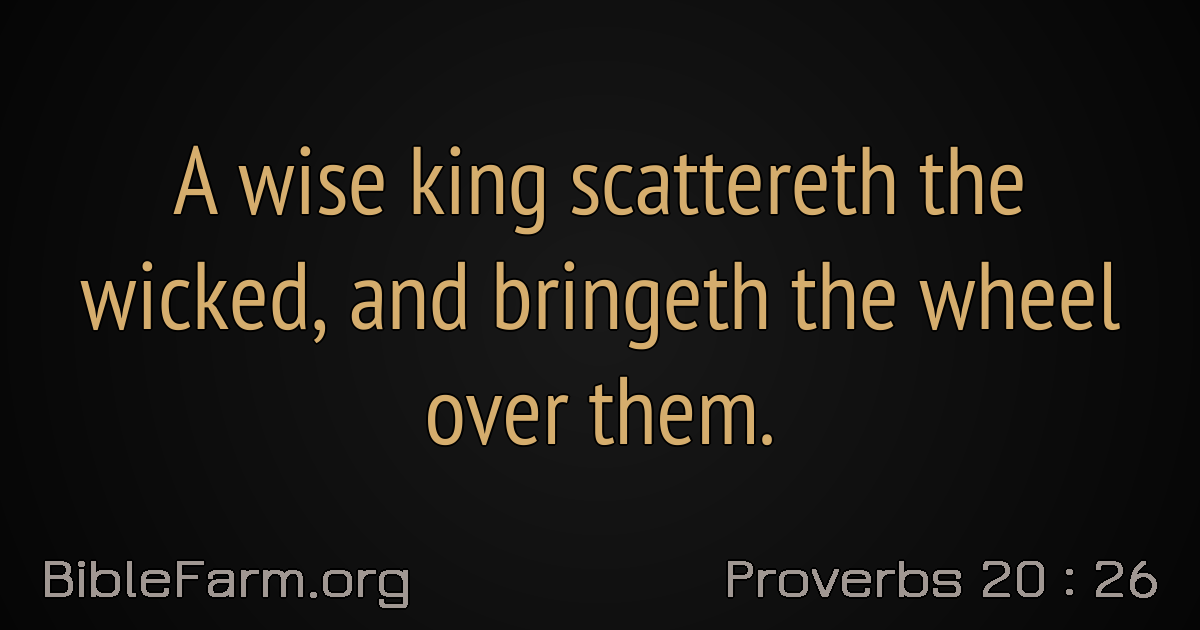 A wise king scattereth the
wicked, and bringeth the wheel
over them.
BibleFarm.org
Proverbs 20 : 26